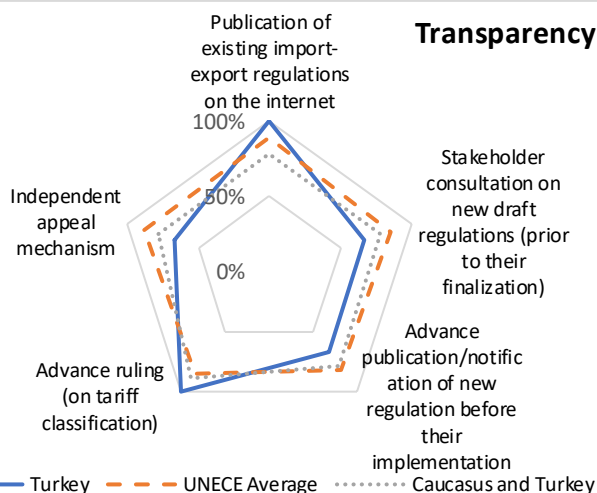 Transparency
Publication of
existing import-
export regulations
on the internet
100%
50%
0%
Stakeholder
consultation on
new draft
regulations (prior
to their
finalization)
Advance
publication/notific
ation of new
regulation before
their
implementation
Advance ruling
(on tariff
classification)
Independent
appeal
mechanism
Turkey
UNECE Average
Caucasus and Turkey